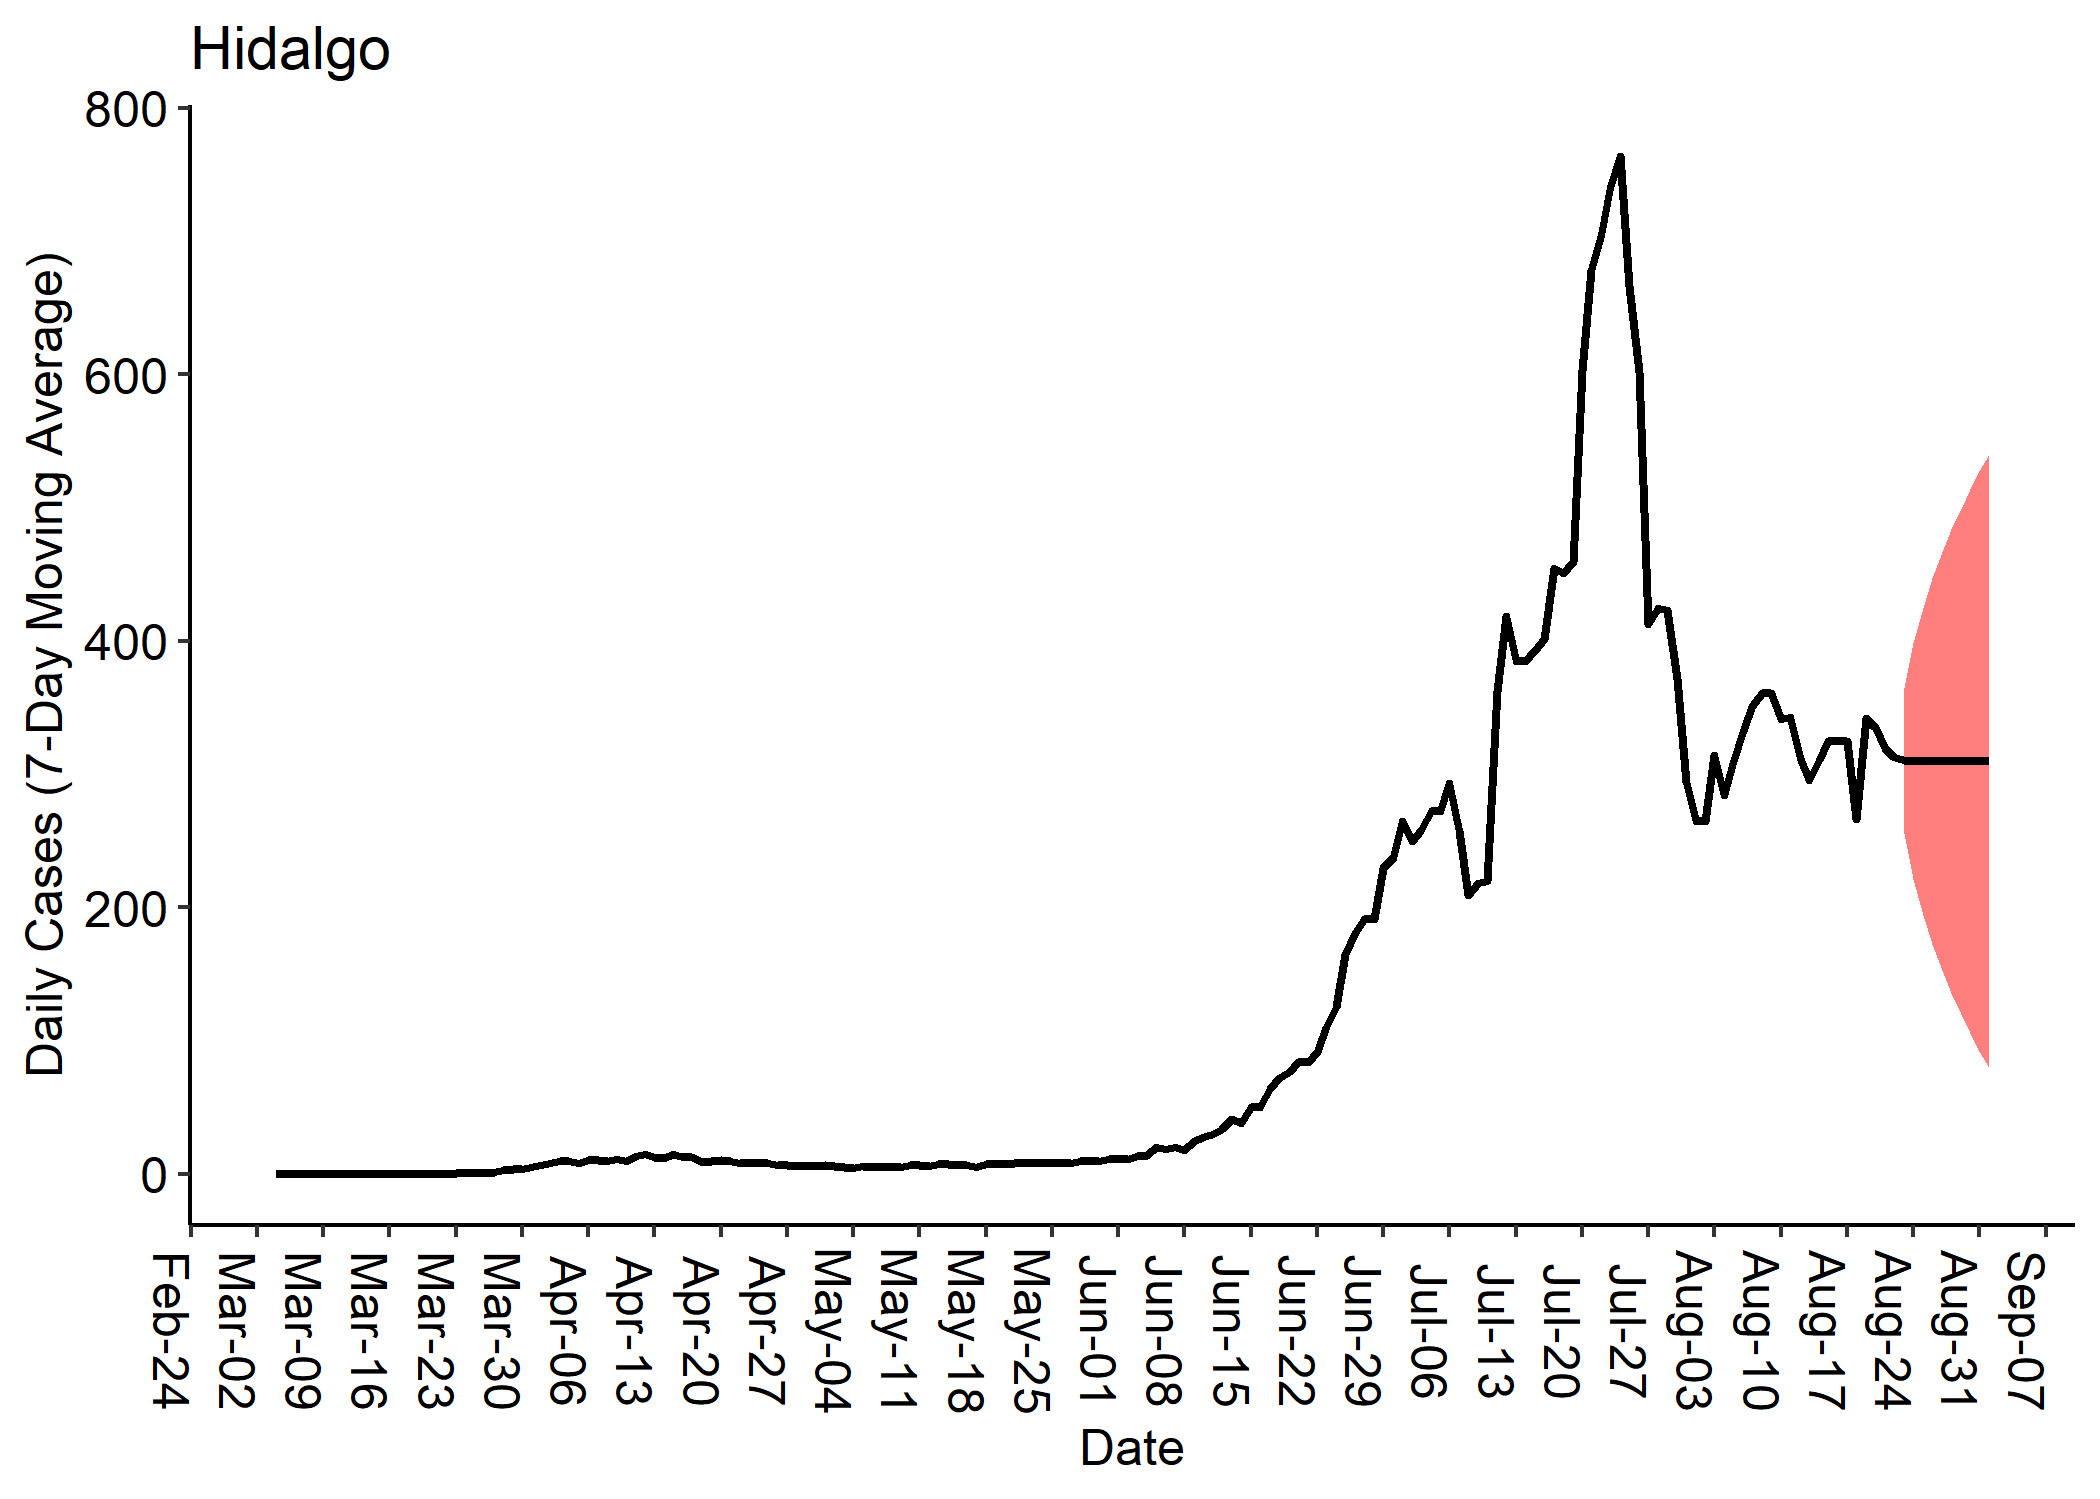 Hidalgo
800
600
400
200
0
Daily Cases (7-Day Moving Average)
Feb-24
Mar-02
Mar-09
Mar-16
Mar-23
Mar-30
Apr-06
Apr-13
Apr-20
Apr-27
May-04
May-11
May-18
May-25
Jun-01
Jun-08
Jun-15
Jun-22
Jun-29
Jul-06
Jul-13
Jul-20
Jul-27
Aug-03
Aug-10
Aug-17
Aug-24
Aug-31
Sep-07
Date